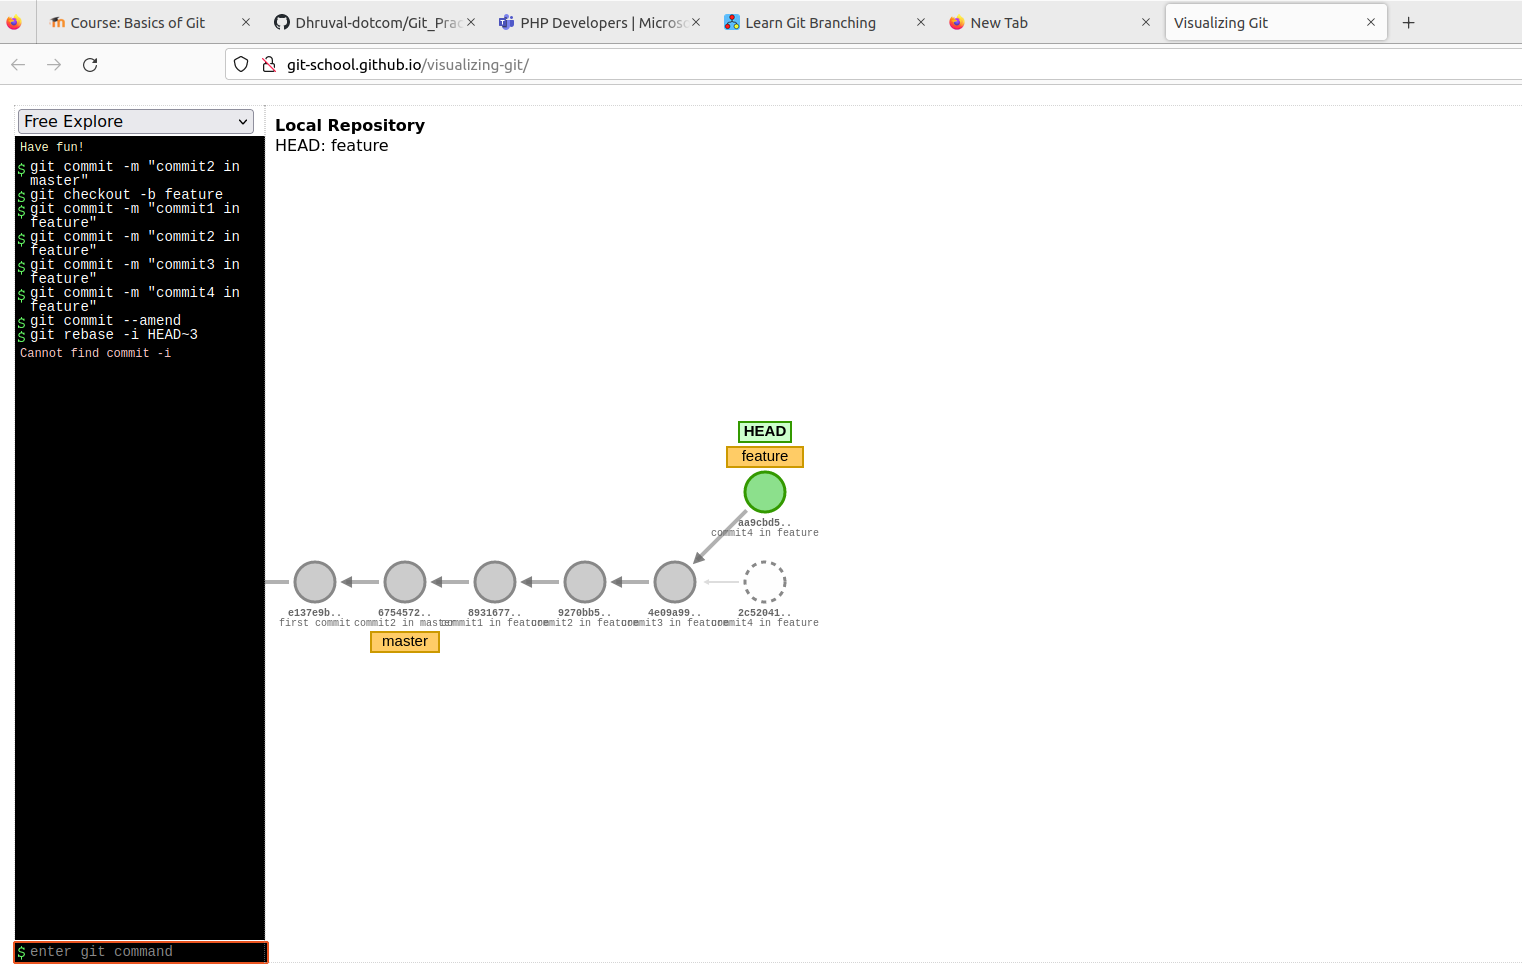 Course: Basics of Git
Dhruval-dotcom/Git_Prac
PHP Developers | Micros
Learn Git Branching
New Tab
Visualizing Git
git-school.github.io/visualizing-git/
Free Explore
Have fun!
$ git commit -m "commit2 in
master"
$ git checkout -b feature
$ git commit -m "commit1 in
feature"
$ git commit -m "commit2 in
feature"
$ git commit -m "commit3 in
feature"
$ git commit -m "commit4 in
feature"
$ git commit --amend
$ git rebase -i HEAD~3
Cannot find commit -i
$ enter git command
Local Repository
HEAD: feature
HEAD
feature
aa9cbd5..
commit4 in feature
e137e9b.. 6754572.. 8931677.. 9270bb5.. 4e09a99.. 2c52041..
first commit commit2 in master commit1 in feature commit2 in feature commit3 in feature commit4 in feature
master